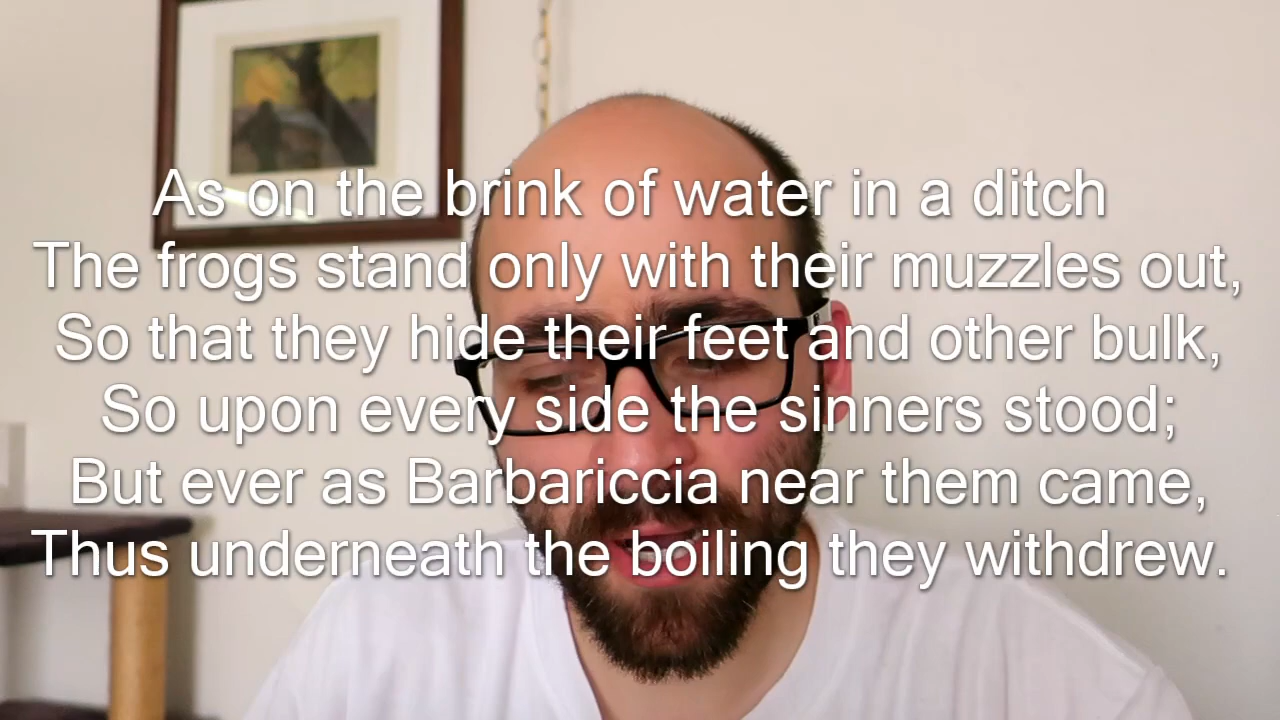 As on the brink of water in a ditch
The frogs stand only with their muzzles out,
So that they hide their feet and other bulk,
So upon every side the sinners stood;
But ever as Barbariccia near them came,
Thus underneath the boiling they withdrew.